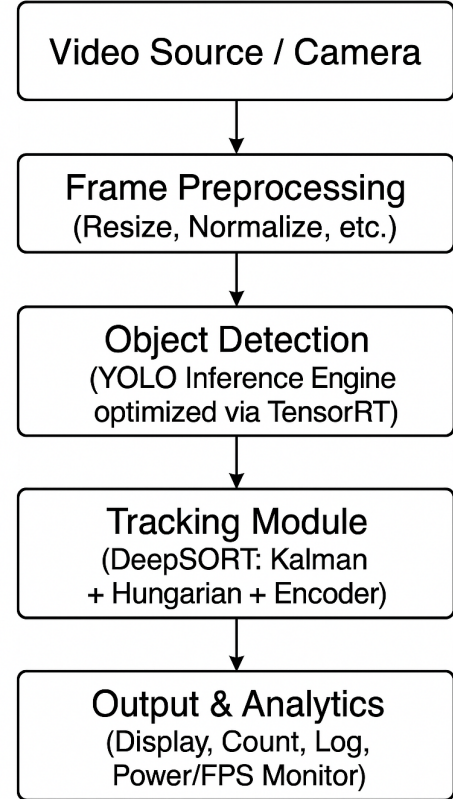 Video Source / Camera
Frame Preprocessing
(Resize, Normalize, etc.)
Object Detection
(YOLO Inference Engine
optimized via TensorRT)
Tracking Module
(DeepSORT: Kalman
+ Hungarian + Encoder)
Output & Analytics
(Display, Count, Log,
Power/FPS Monitor)